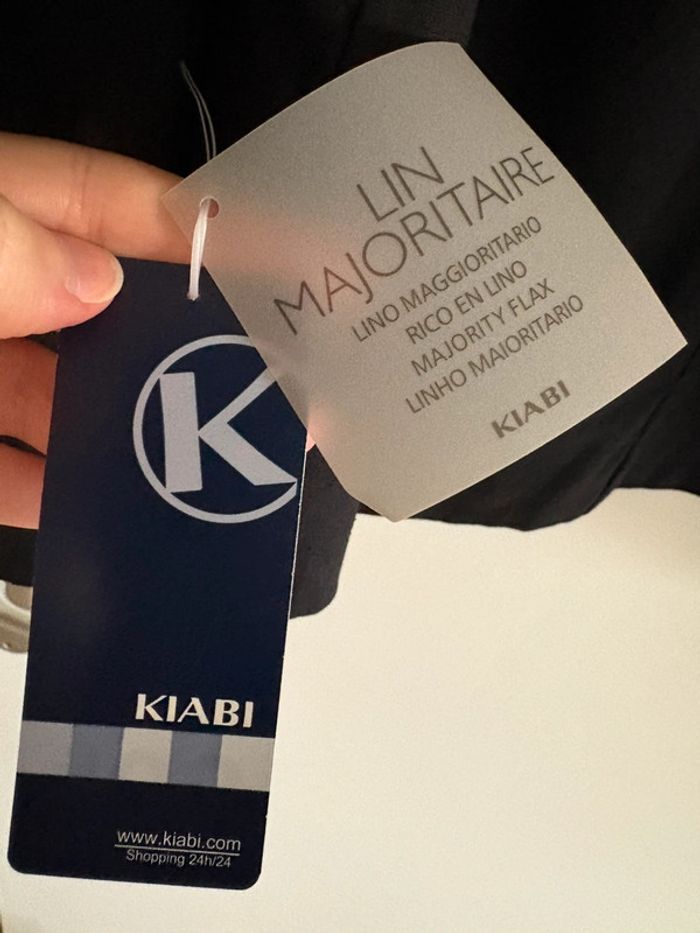 LIN
MAJORITAIRE
LINO MAGGIORITARIO
RICO EN LINO
MAJORITY FLAX
LINHO MAIORITARIO
KIABI
K
KIABI
www.kiabi.com
Shopping 24h/24